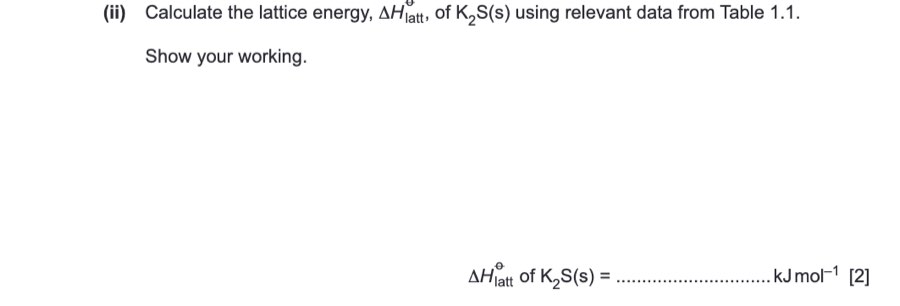 (ii) Calculate the lattice energy, ΔH⦵latt, of K₂S(s) using relevant data from Table 1.1.
Show your working.
ΔH⦵latt of K₂S(s) = .............................. kJ mol⁻¹ [2]